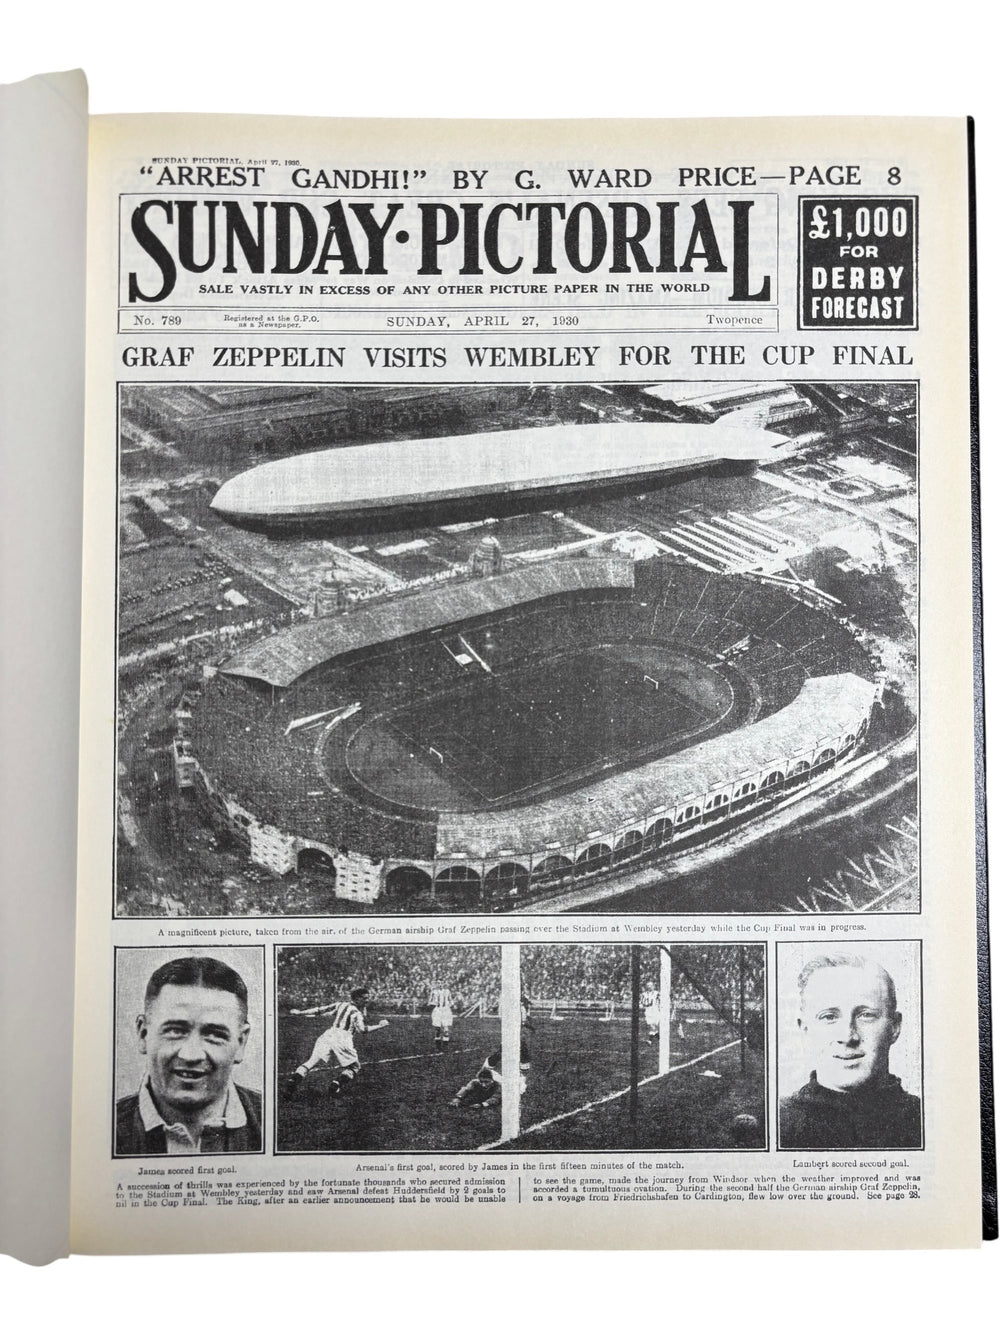 SUNDAY PICTORIAL, April 27, 1930.
“ARREST GANDHI!” BY G. WARD PRICE—PAGE 8
SUNDAY·PICTORIAL
SALE VASTLY IN EXCESS OF ANY OTHER PICTURE PAPER IN THE WORLD
£1,000
FOR
DERBY
FORECAST
No. 789
Registered at the G.P.O.
as a Newspaper.
SUNDAY, APRIL 27, 1930
Twopence
GRAF ZEPPELIN VISITS WEMBLEY FOR THE CUP FINAL
A magnificent picture, taken from the air, of the German airship Graf Zeppelin passing over the Stadium at Wembley yesterday while the Cup Final was in progress.
James scored first goal.
Arsenal's first goal, scored by James in the first fifteen minutes of the match.
Lambert scored second goal.
A succession of thrills was experienced by the fortunate thousands who secured admission
to the Stadium at Wembley yesterday and saw Arsenal defeat Huddersfield by 2 goals to
nil in the Cup Final. The King, after an earlier announcement that he would be unable
to see the game, made the journey from Windsor when the weather improved and was
accorded a tumultuous ovation. During the second half the German airship Graf Zeppelin,
on a voyage from Friedrichshafen to Cardington, flew low over the ground. See page 28.